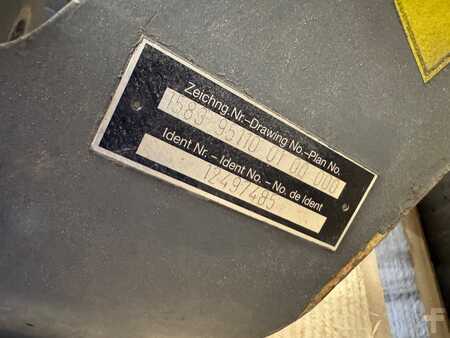 Zeichng.Nr.-Drawing No.-Plan No.
1583-95110 01 00 000
Ident Nr. - Ident No. - No. de Ident
12497485